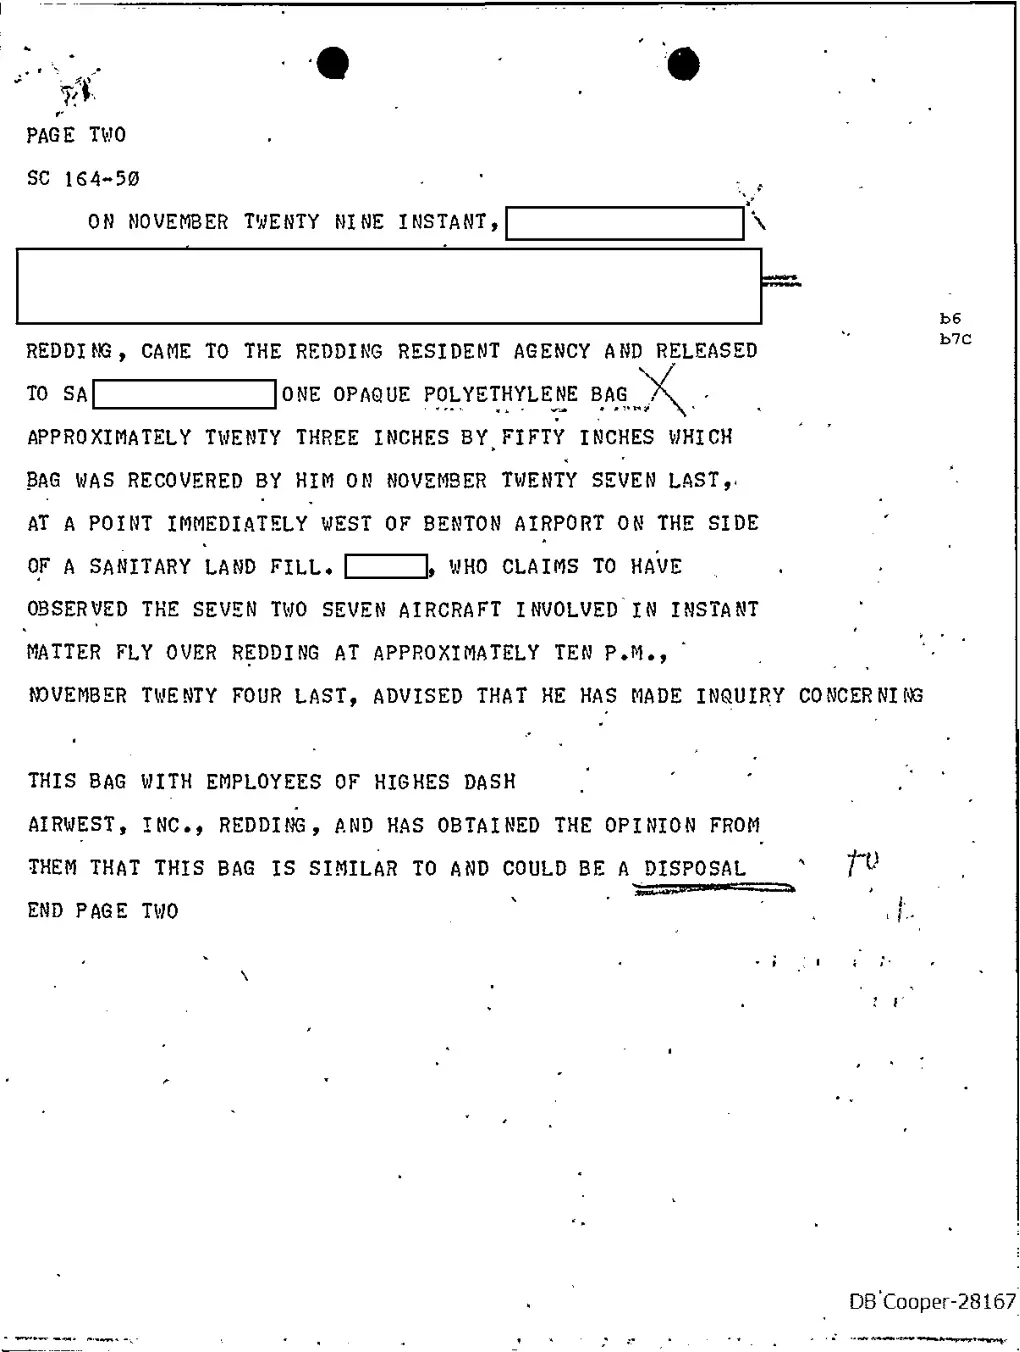 PAGE TWO
SC 164-50
ON NOVEMBER TWENTY NINE INSTANT,
b6
b7C
REDDING, CAME TO THE REDDING RESIDENT AGENCY AND RELEASED
TO SA ONE OPAQUE POLYETHYLENE BAG
APPROXIMATELY TWENTY THREE INCHES BY FIFTY INCHES WHICH
BAG WAS RECOVERED BY HIM ON NOVEMBER TWENTY SEVEN LAST,
AT A POINT IMMEDIATELY WEST OF BENTON AIRPORT ON THE SIDE
OF A SANITARY LAND FILL. , WHO CLAIMS TO HAVE
OBSERVED THE SEVEN TWO SEVEN AIRCRAFT INVOLVED IN INSTANT
MATTER FLY OVER REDDING AT APPROXIMATELY TEN P.M.,
NOVEMBER TWENTY FOUR LAST, ADVISED THAT HE HAS MADE INQUIRY CONCERNING
THIS BAG WITH EMPLOYEES OF HIGHES DASH
AIRWEST, INC., REDDING, AND HAS OBTAINED THE OPINION FROM
THEM THAT THIS BAG IS SIMILAR TO AND COULD BE A DISPOSAL
END PAGE TWO
DB Cooper-28167